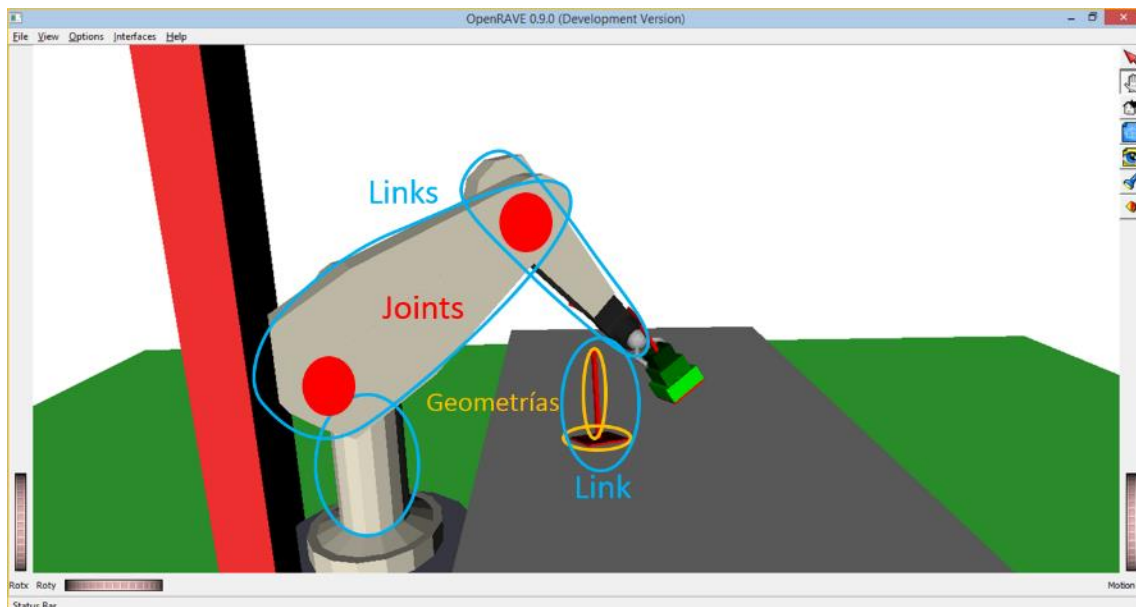 OpenRAVE 0.9.0 (Development Version)
File View Options Interfaces Help
Links
Joints
Geometrías
Link
Rotx Roty
Motion
Status Bar